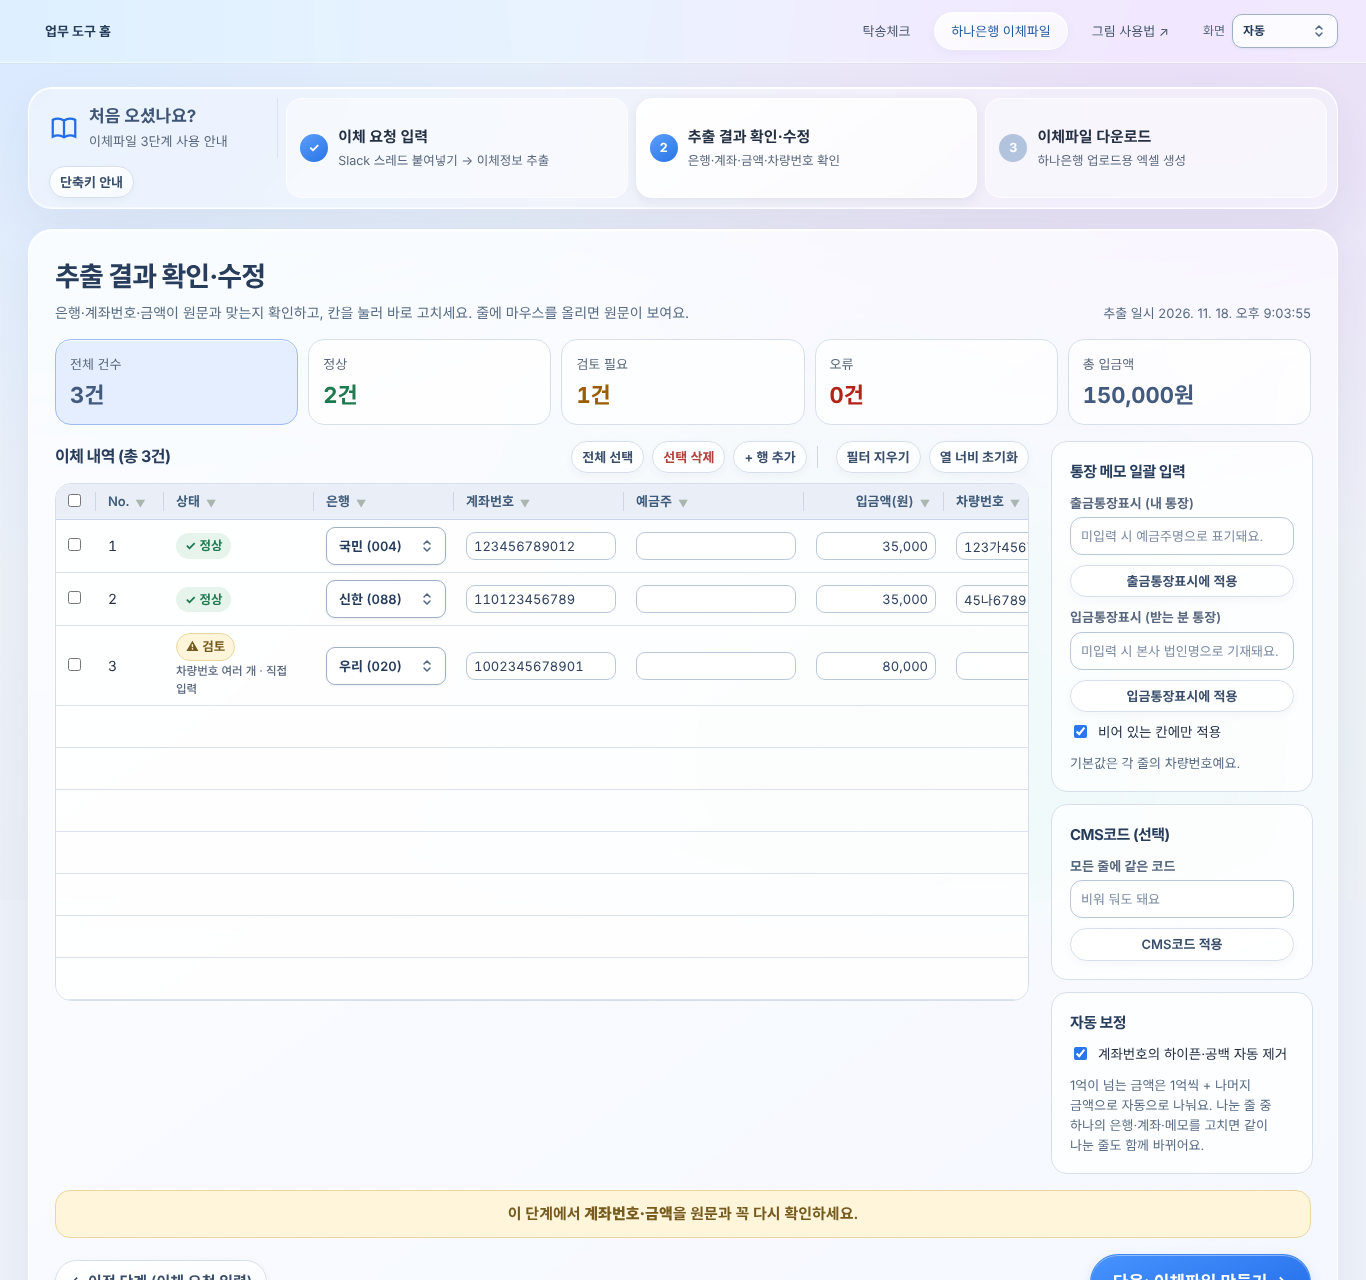 업무 도구 홈
탁송체크
하나은행 이체파일
그림 사용법 ↗
화면
자동
처음 오셨나요?
이체파일 3단계 사용 안내
단축키 안내
이체 요청 입력
Slack 스레드 붙여넣기 → 이체정보 추출
2
추출 결과 확인·수정
은행·계좌·금액·차량번호 확인
3
이체파일 다운로드
하나은행 업로드용 엑셀 생성
추출 결과 확인·수정
은행·계좌번호·금액이 원문과 맞는지 확인하고, 칸을 눌러 바로 고치세요. 줄에 마우스를 올리면 원문이 보여요.
추출 일시 2026. 11. 18. 오후 9:03:55
전체 건수
3건
정상
2건
검토 필요
1건
오류
0건
총 입금액
150,000원
이체 내역 (총 3건)
전체 선택
선택 삭제
+ 행 추가
필터 지우기
열 너비 초기화
No. ▼ 상태 ▼ 은행 ▼ 계좌번호 ▼ 예금주 ▼ 입금액(원) ▼ 차량번호 ▼
1 ✓ 정상 국민 (004) 123456789012 35,000 123가456
2 ✓ 정상 신한 (088) 110123456789 35,000 45나6789
3 ⚠ 검토 우리 (020) 1002345678901 80,000
차량번호 여러 개 · 직접
입력
통장 메모 일괄 입력
출금통장표시 (내 통장)
미입력 시 예금주명으로 표기돼요.
출금통장표시에 적용
입금통장표시 (받는 분 통장)
미입력 시 본사 법인명으로 기재돼요.
입금통장표시에 적용
비어 있는 칸에만 적용
기본값은 각 줄의 차량번호예요.
CMS코드 (선택)
모든 줄에 같은 코드
비워 둬도 돼요
CMS코드 적용
자동 보정
계좌번호의 하이픈·공백 자동 제거
1억이 넘는 금액은 1억씩 + 나머지
금액으로 자동으로 나눠요. 나눈 줄 중
하나의 은행·계좌·메모를 고치면 같이
나눈 줄도 함께 바뀌어요.
이 단계에서 계좌번호·금액을 원문과 꼭 다시 확인하세요.
← 이전 단계 (이체 요청 입력)
다음: 이체파일 만들기 →